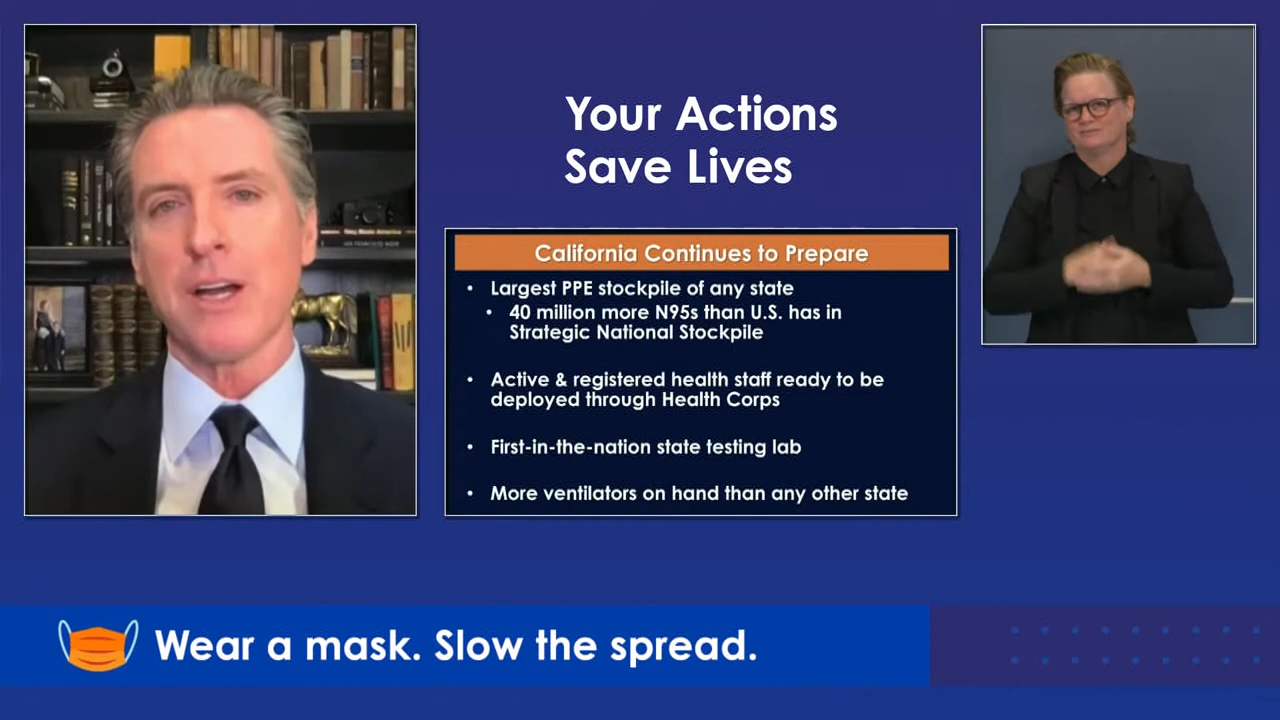 Your Actions
Save Lives
California Continues to Prepare
• Largest PPE stockpile of any state
• 40 million more N95s than U.S. has in
Strategic National Stockpile
• Active & registered health staff ready to be
deployed through Health Corps
• First-in-the-nation state testing lab
• More ventilators on hand than any other state
Wear a mask. Slow the spread.